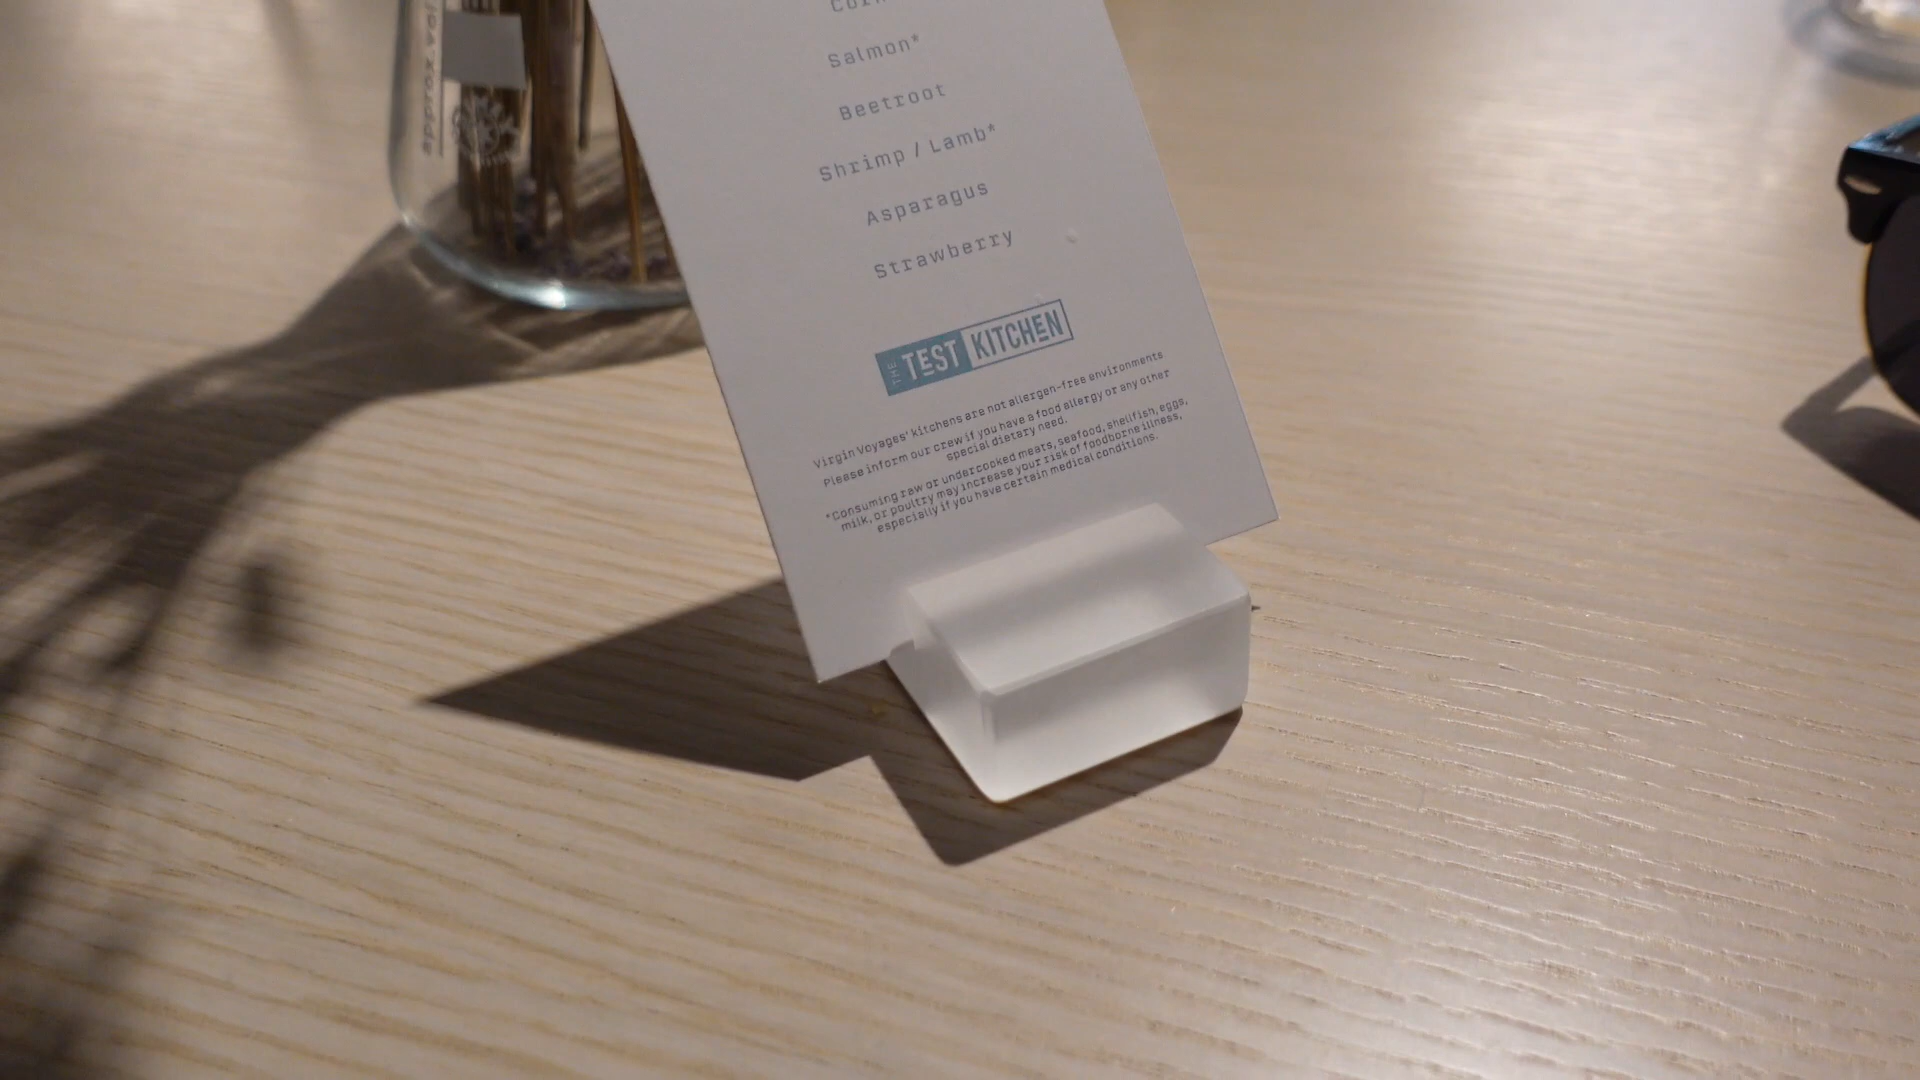 Salmon*
Beetroot
Shrimp / Lamb*
Asparagus
Strawberry
THE TEST KITCHEN
Virgin Voyages' kitchens are not allergen-free environments
Please inform our crew if you have a food allergy or any other
special dietary need.
*Consuming raw or undercooked meats, seafood, shellfish, eggs,
milk, or poultry may increase your risk of foodborne illness,
especially if you have certain medical conditions.